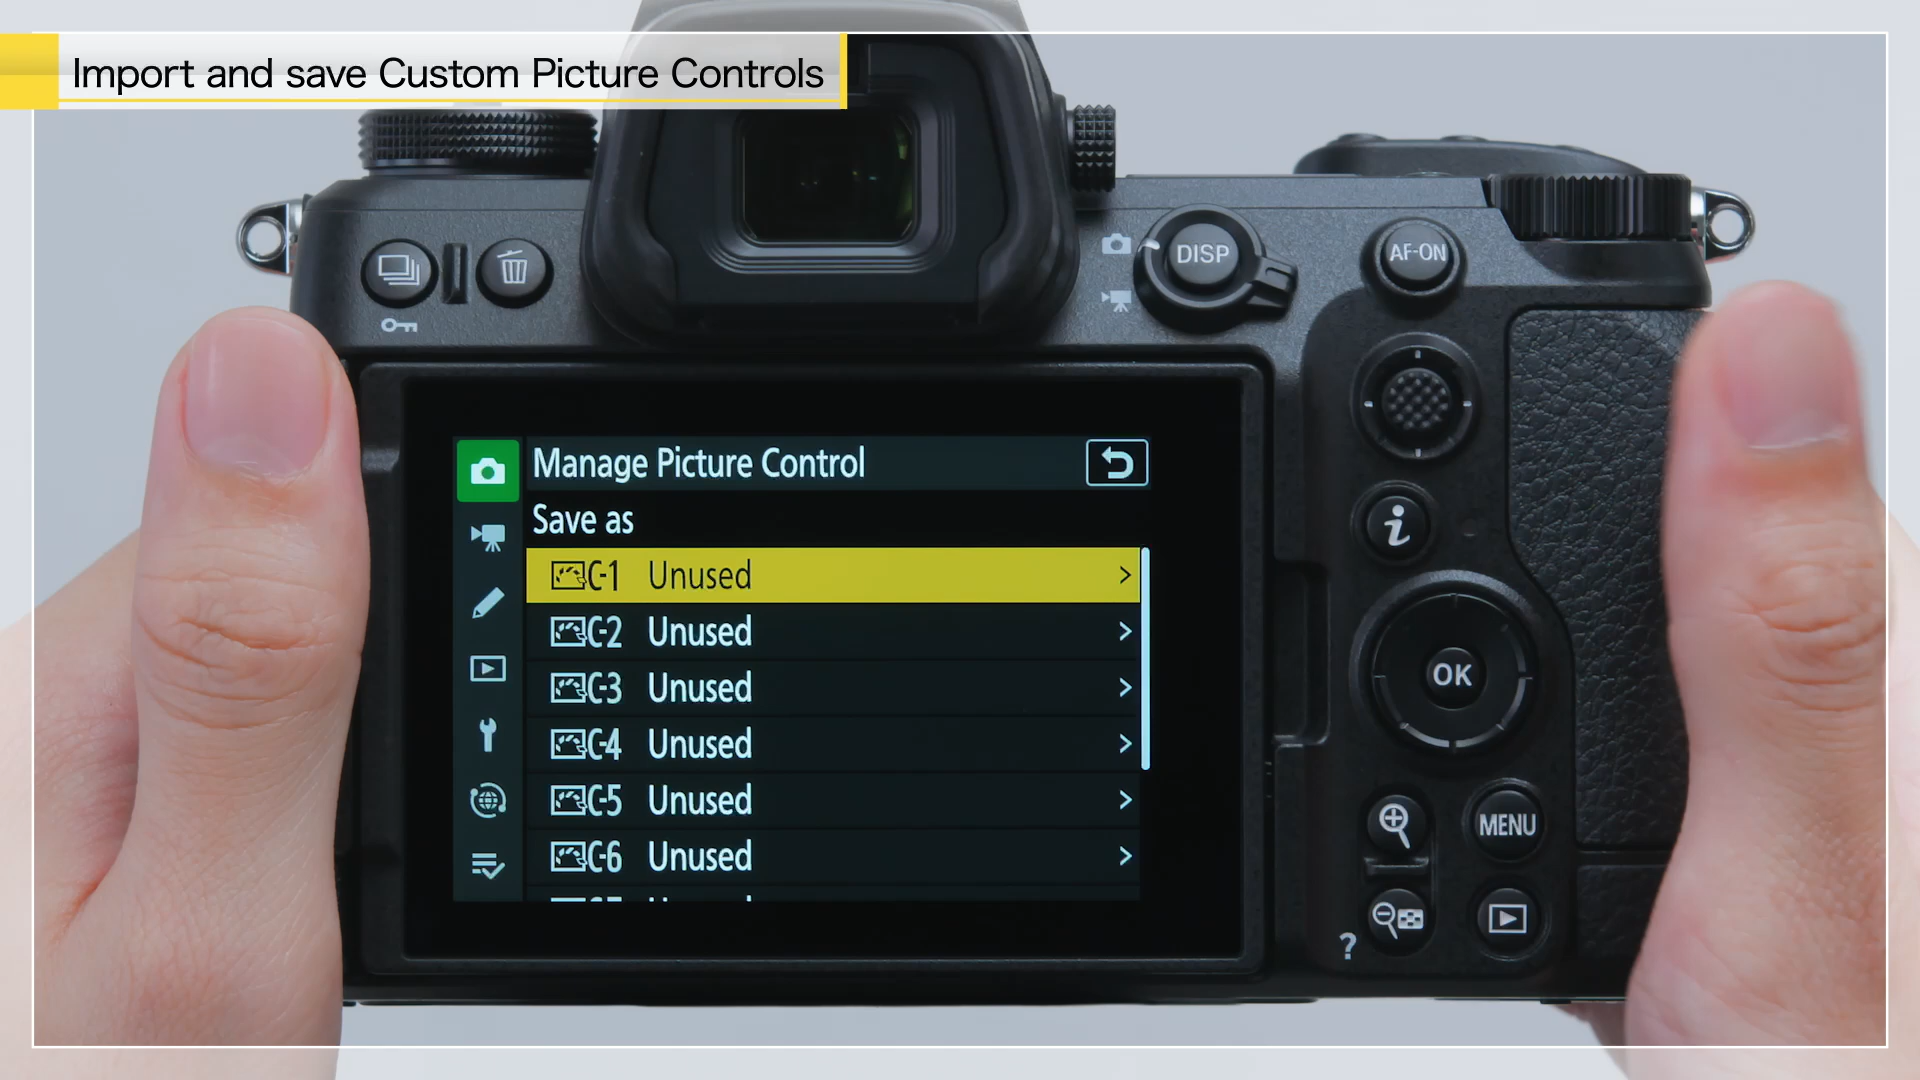 Import and save Custom Picture Controls
DISP
AF-ON
Manage Picture Control
Save as
C-1 Unused >
i
C-2 Unused >
C-3 Unused >
OK
C-4 Unused >
C-5 Unused >
MENU
C-6 Unused >
?